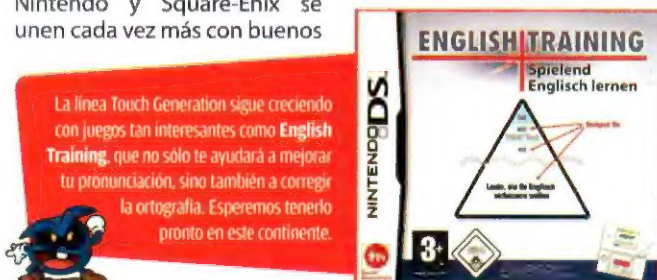 Nintendo y Square-Enix se
unen cada vez más con buenos
La línea Touch Generation sigue creciendo
con juegos tan interesantes como English
Training, que no sólo te ayudará a mejorar
tu pronunciación, sino también a corregir
la ortografía. Esperemos tenerlo
pronto en este continente.
NINTENDO DS
ENGLISH TRAINING
Spielend
Englisch lernen
3+